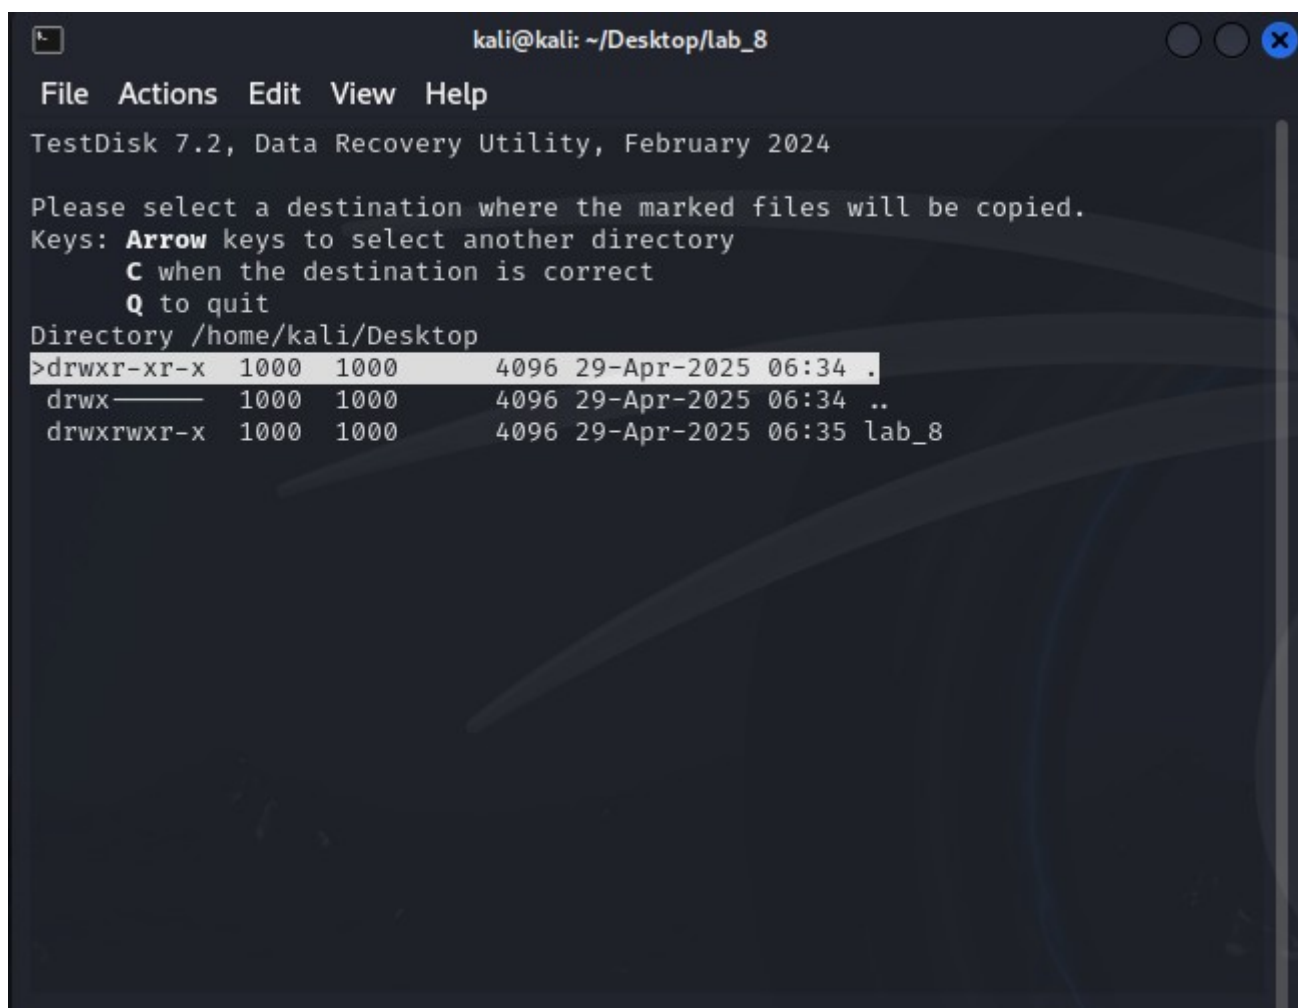 kali@kali: ~/Desktop/lab_8
File Actions Edit View Help
TestDisk 7.2, Data Recovery Utility, February 2024
Please select a destination where the marked files will be copied.
Keys: Arrow keys to select another directory
C when the destination is correct
Q to quit
Directory /home/kali/Desktop
>drwxr-xr-x 1000 1000 4096 29-Apr-2025 06:34 .
drwx------ 1000 1000 4096 29-Apr-2025 06:34 ..
drwxrwxr-x 1000 1000 4096 29-Apr-2025 06:35 lab_8